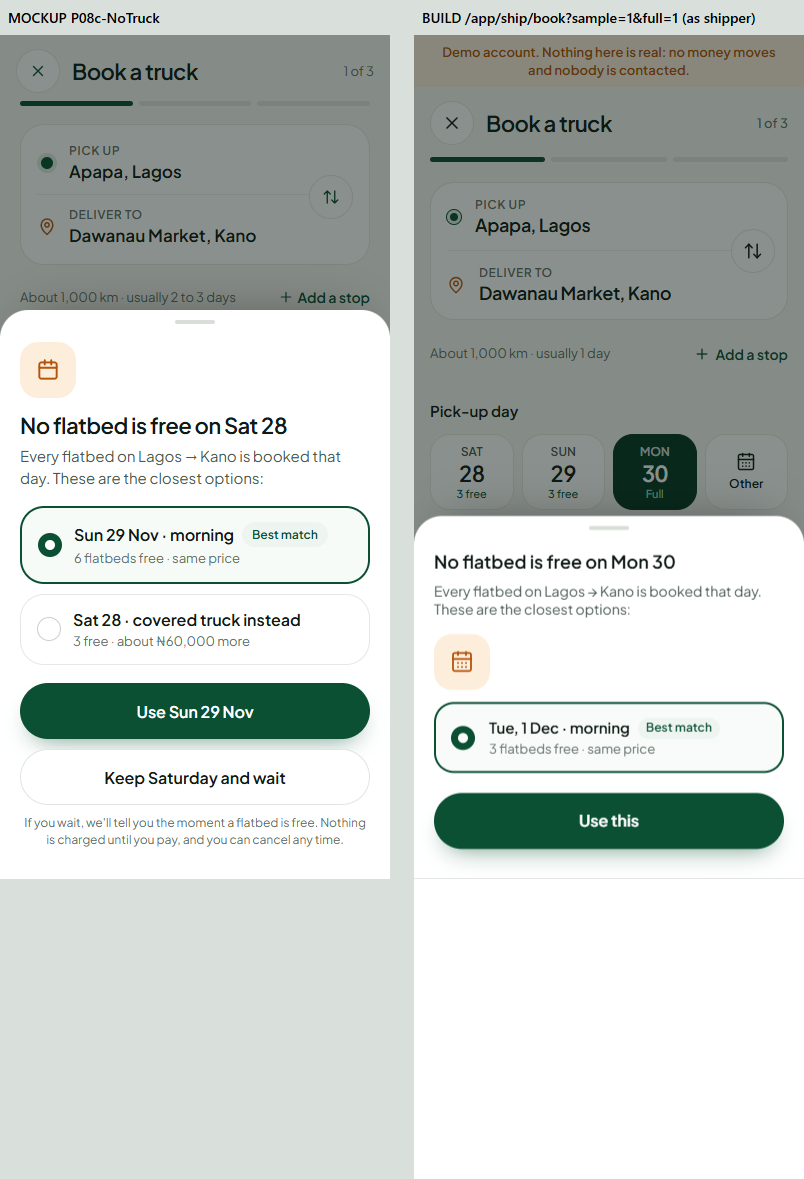 MOCKUP P08c-NoTruck
Book a truck
1 of 3
PICK UP
Apapa, Lagos
DELIVER TO
Dawanau Market, Kano
About 1,000 km · usually 2 to 3 days
+ Add a stop
No flatbed is free on Sat 28
Every flatbed on Lagos → Kano is booked that
day. These are the closest options:
Sun 29 Nov · morning
Best match
6 flatbeds free · same price
Sat 28 · covered truck instead
3 free · about ₦60,000 more
Use Sun 29 Nov
Keep Saturday and wait
If you wait, we'll tell you the moment a flatbed is free. Nothing
is charged until you pay, and you can cancel any time.
BUILD /app/ship/book?sample=1&full=1 (as shipper)
Demo account. Nothing here is real: no money moves
and nobody is contacted.
Book a truck
1 of 3
PICK UP
Apapa, Lagos
DELIVER TO
Dawanau Market, Kano
About 1,000 km · usually 1 day
+ Add a stop
Pick-up day
SAT
28
3 free
SUN
29
3 free
MON
30
Full
Other
No flatbed is free on Mon 30
Every flatbed on Lagos → Kano is booked that day.
These are the closest options:
Tue, 1 Dec · morning
Best match
3 flatbeds free · same price
Use this